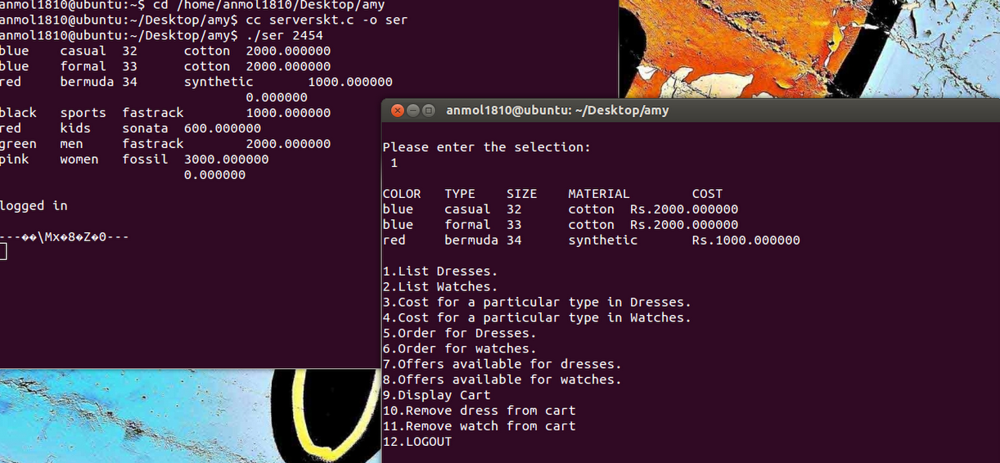 anmol1810@ubuntu:~$ cd /home/anmol1810/Desktop/amy
anmol1810@ubuntu:~/Desktop/amy$ cc serverskt.c -o ser
anmol1810@ubuntu:~/Desktop/amy$ ./ser 2454
blue casual 32 cotton 2000.000000
blue formal 33 cotton 2000.000000
red bermuda 34 synthetic 1000.000000
0.000000
black sports fastrack 1000.000000
red kids sonata 600.000000
green men fastrack 2000.000000
pink women fossil 3000.000000
0.000000
logged in
---��\Mx�8�Z�0---
anmol1810@ubuntu: ~/Desktop/amy
Please enter the selection:
1
COLOR TYPE SIZE MATERIAL COST
blue casual 32 cotton Rs.2000.000000
blue formal 33 cotton Rs.2000.000000
red bermuda 34 synthetic Rs.1000.000000
1.List Dresses.
2.List Watches.
3.Cost for a particular type in Dresses.
4.Cost for a particular type in Watches.
5.Order for Dresses.
6.Order for watches.
7.Offers available for dresses.
8.Offers available for watches.
9.Display Cart
10.Remove dress from cart
11.Remove watch from cart
12.LOGOUT